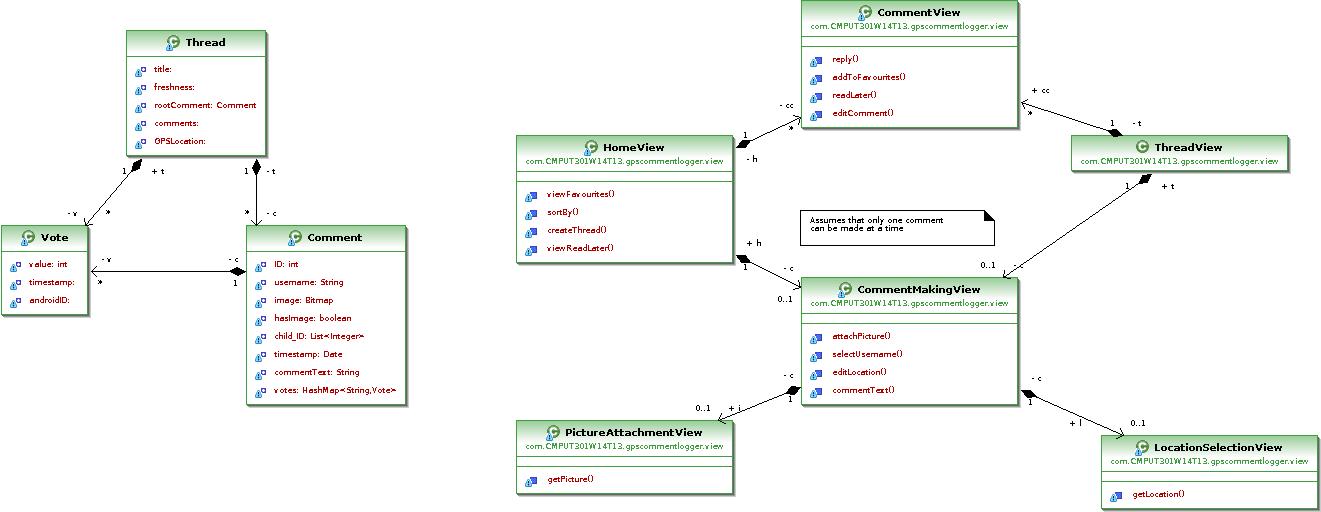 Thread
title:
freshness:
rootComment: Comment
comments:
GPSLocation:
1
+ t
1
- t
- v
*
*
- c
Vote
value: int
timestamp:
androidID:
- v
*
- c
1
Comment
ID: int
username: String
image: Bitmap
hasImage: boolean
child_ID: List<Integer>
timestamp: Date
commentText: String
votes: HashMap<String,Vote>
CommentView
com.CMPUT301W14T13.gpscommentlogger.view
reply()
addToFavourites()
readLater()
editComment()
- cc
*
1
- h
+ cc
*
1
- t
HomeView
com.CMPUT301W14T13.gpscommentlogger.view
viewFavourites()
sortBy()
createThread()
viewReadLater()
ThreadView
com.CMPUT301W14T13.gpscommentlogger.view
1
+ t
Assumes that only one comment
can be made at a time
+ h
1
- c
0..1
0..1
- c
CommentMakingView
com.CMPUT301W14T13.gpscommentlogger.view
attachPicture()
selectUsername()
editLocation()
commentText()
- c
1
0..1
+ i
- c
1
+ l
0..1
PictureAttachmentView
com.CMPUT301W14T13.gpscommentlogger.view
getPicture()
LocationSelectionView
com.CMPUT301W14T13.gpscommentlogger.view
getLocation()